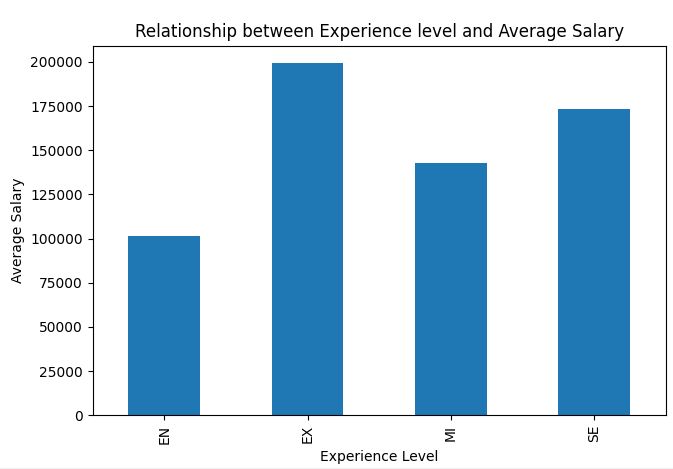 Relationship between Experience level and Average Salary
200000
175000
150000
125000
100000
75000
50000
25000
0
Average Salary
EN
EX
MI
SE
Experience Level